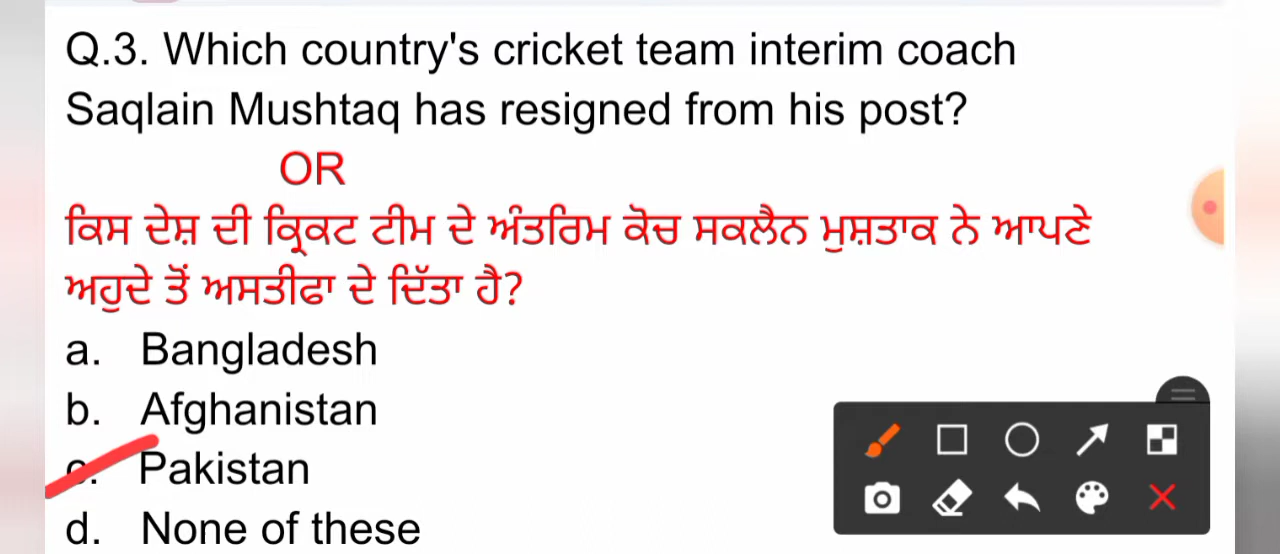 Q.3. Which country's cricket team interim coach
Saqlain Mushtaq has resigned from his post?
OR
ਕਿਸ ਦੇਸ਼ ਦੀ ਕ੍ਰਿਕਟ ਟੀਮ ਦੇ ਅੰਤਰਿਮ ਕੋਚ ਸਕਲੈਨ ਮੁਸ਼ਤਾਕ ਨੇ ਆਪਣੇ
ਅਹੁਦੇ ਤੋਂ ਅਸਤੀਫਾ ਦੇ ਦਿੱਤਾ ਹੈ?
a. Bangladesh
b. Afghanistan
c. Pakistan
d. None of these